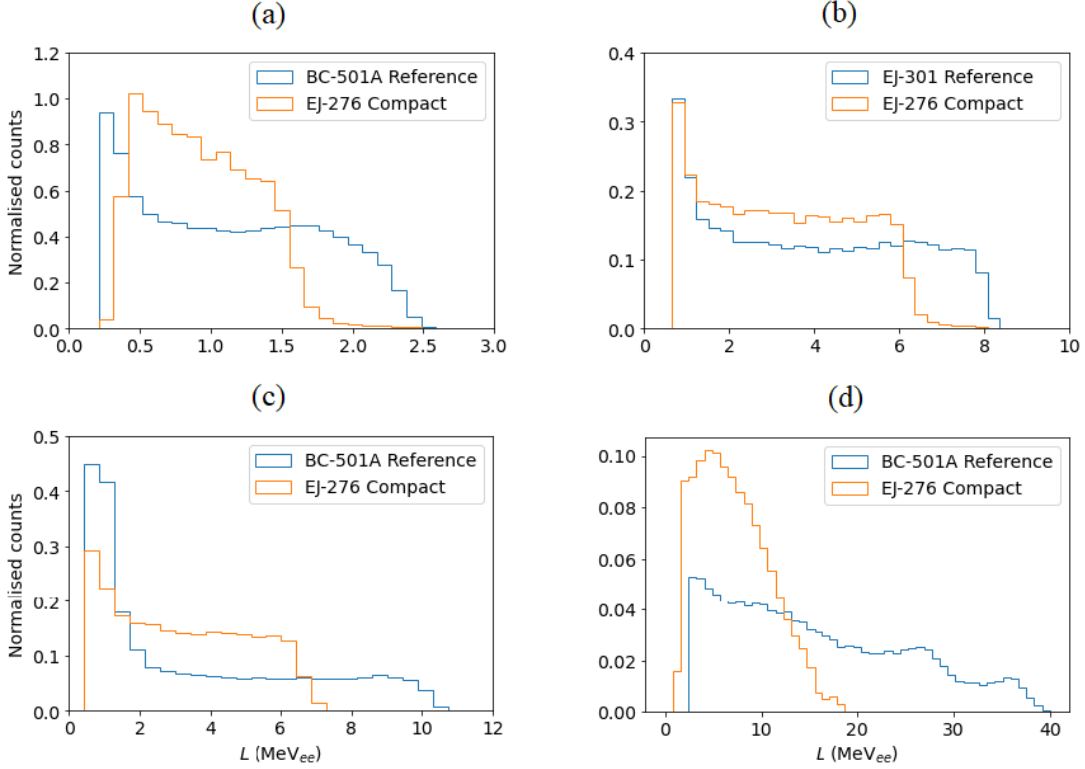 (a)
(b)
1.2
1.0
0.8
0.6
0.4
0.2
0.0
Normalised counts
BC-501A Reference
EJ-276 Compact
0.0 0.5 1.0 1.5 2.0 2.5 3.0
0.4
0.3
0.2
0.1
0.0
EJ-301 Reference
EJ-276 Compact
0 2 4 6 8 10
(c)
(d)
0.5
0.4
0.3
0.2
0.1
0.0
Normalised counts
BC-501A Reference
EJ-276 Compact
0 2 4 6 8 10 12
L (MeVee)
0.10
0.08
0.06
0.04
0.02
0.00
BC-501A Reference
EJ-276 Compact
0 10 20 30 40
L (MeVee)